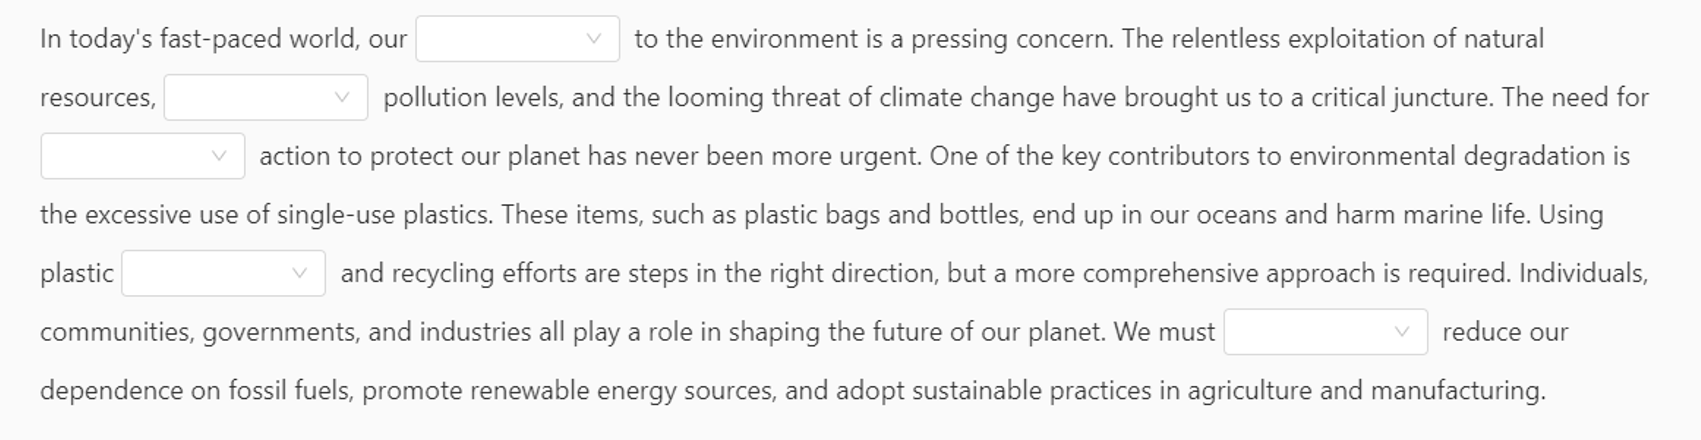 In today's fast-paced world, our to the environment is a pressing concern. The relentless exploitation of natural
resources, pollution levels, and the looming threat of climate change have brought us to a critical juncture. The need for
action to protect our planet has never been more urgent. One of the key contributors to environmental degradation is
the excessive use of single-use plastics. These items, such as plastic bags and bottles, end up in our oceans and harm marine life. Using
plastic and recycling efforts are steps in the right direction, but a more comprehensive approach is required. Individuals,
communities, governments, and industries all play a role in shaping the future of our planet. We must reduce our
dependence on fossil fuels, promote renewable energy sources, and adopt sustainable practices in agriculture and manufacturing.